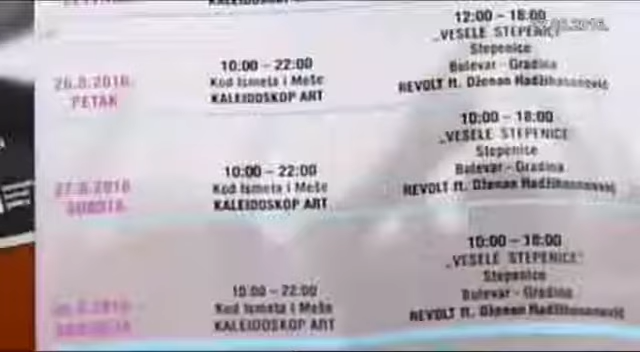 12:00 - 18:00
„VESELE STEPENICE"
Stepenice
Bulevar - Gradina
REVOLT ft. Dženan Hadžihasanović
26.8.2016.
PETAK
10:00 - 22:00
Kod Ismeta i Meše
KALEIDOSKOP ART
10:00 - 18:00
„VESELE STEPENICE"
Stepenice
Bulevar - Gradina
REVOLT ft. Dženan Hadžihasanović
27.8.2016
SUBOTA
10:00 - 22:00
Kod Ismeta i Meše
KALEIDOSKOP ART
10:00 - 18:00
„VESELE STEPENICE"
Stepenice
Bulevar - Gradina
REVOLT ft. Dženan Hadžihasanović
10:00 - 22:00
Kod Ismeta i Meše
KALEIDOSKOP ART